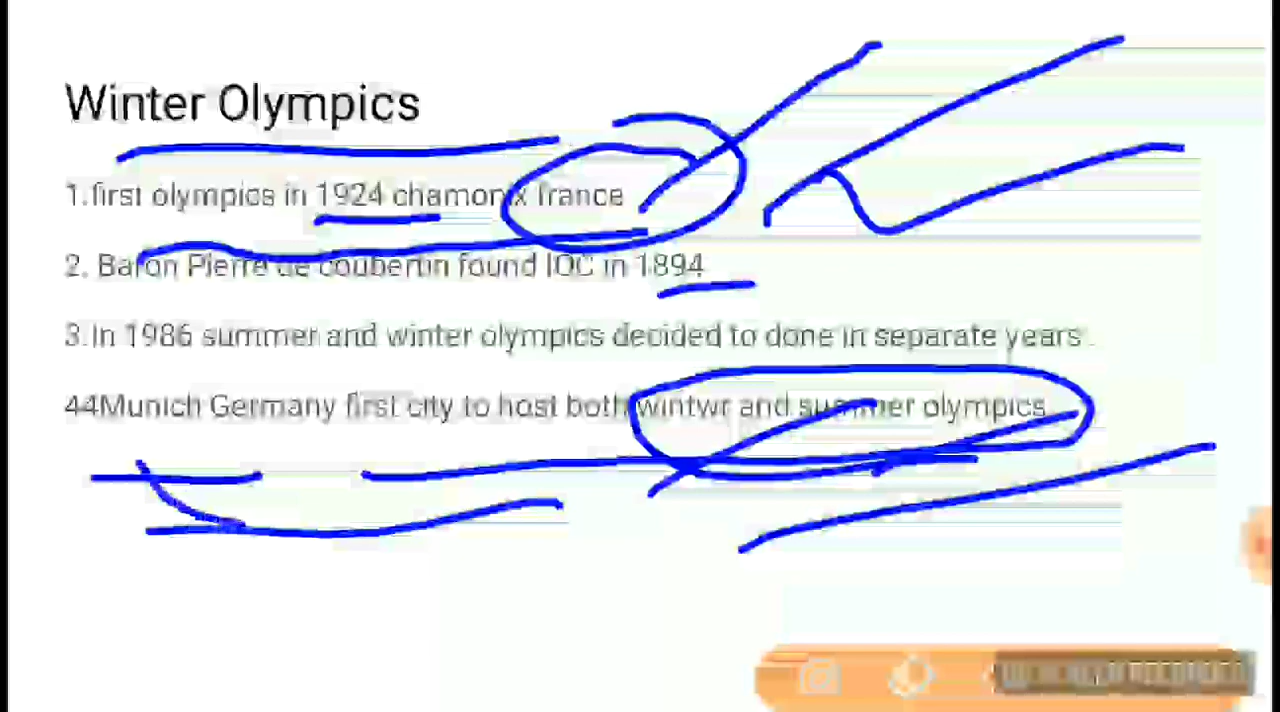 Winter Olympics
1.first olympics in 1924 chamonix france
2. Baron Pierre de coubertin found IOC in 1894
3.In 1986 summer and winter olympics decided to done in separate years .
44Munich Germany first city to host both wintwr and summer olympics